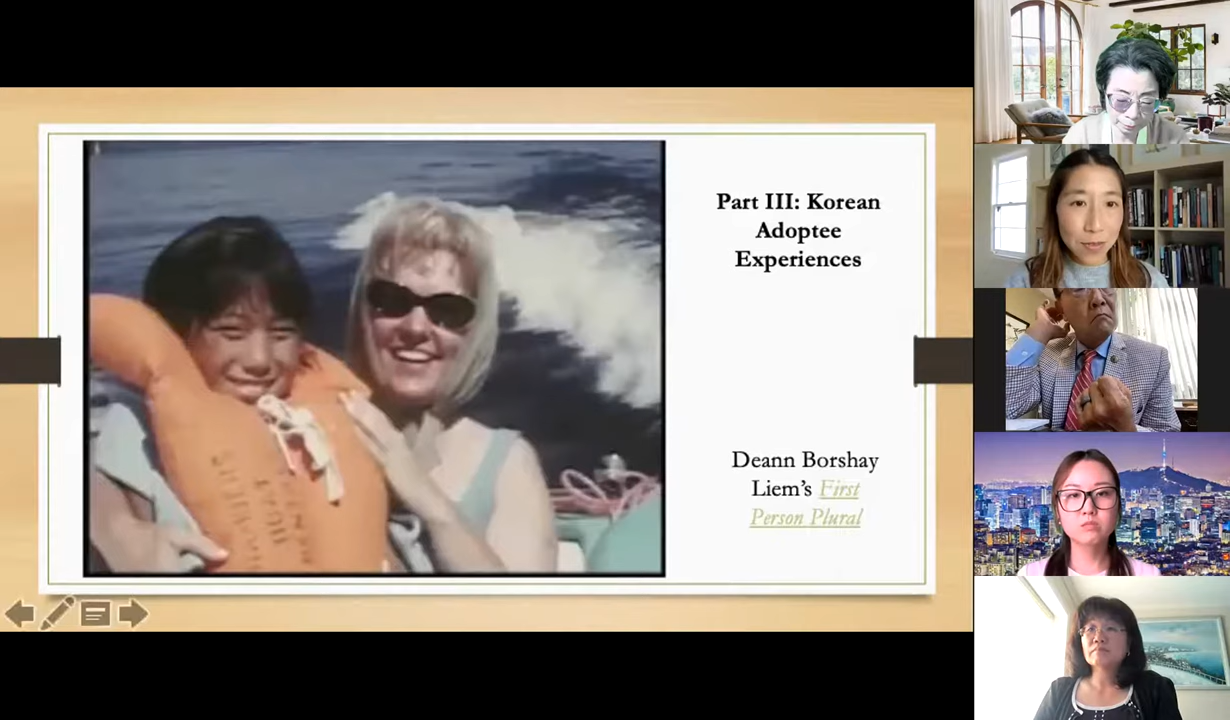 Part III: Korean
Adoptee
Experiences
Deann Borshay
Liem's First
Person Plural